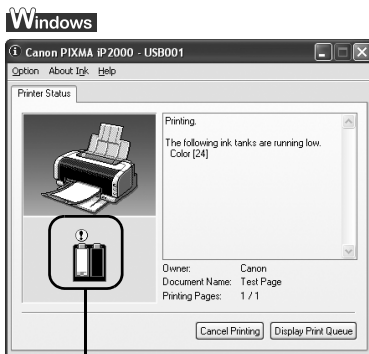 Windows
Canon PIXMA iP2000 - USB001
Option About Ink Help
Printer Status
Printing.
The following ink tanks are running low.
Color [24]
Owner: Canon
Document Name: Test Page
Printing Pages: 1 / 1
Cancel Printing Display Print Queue